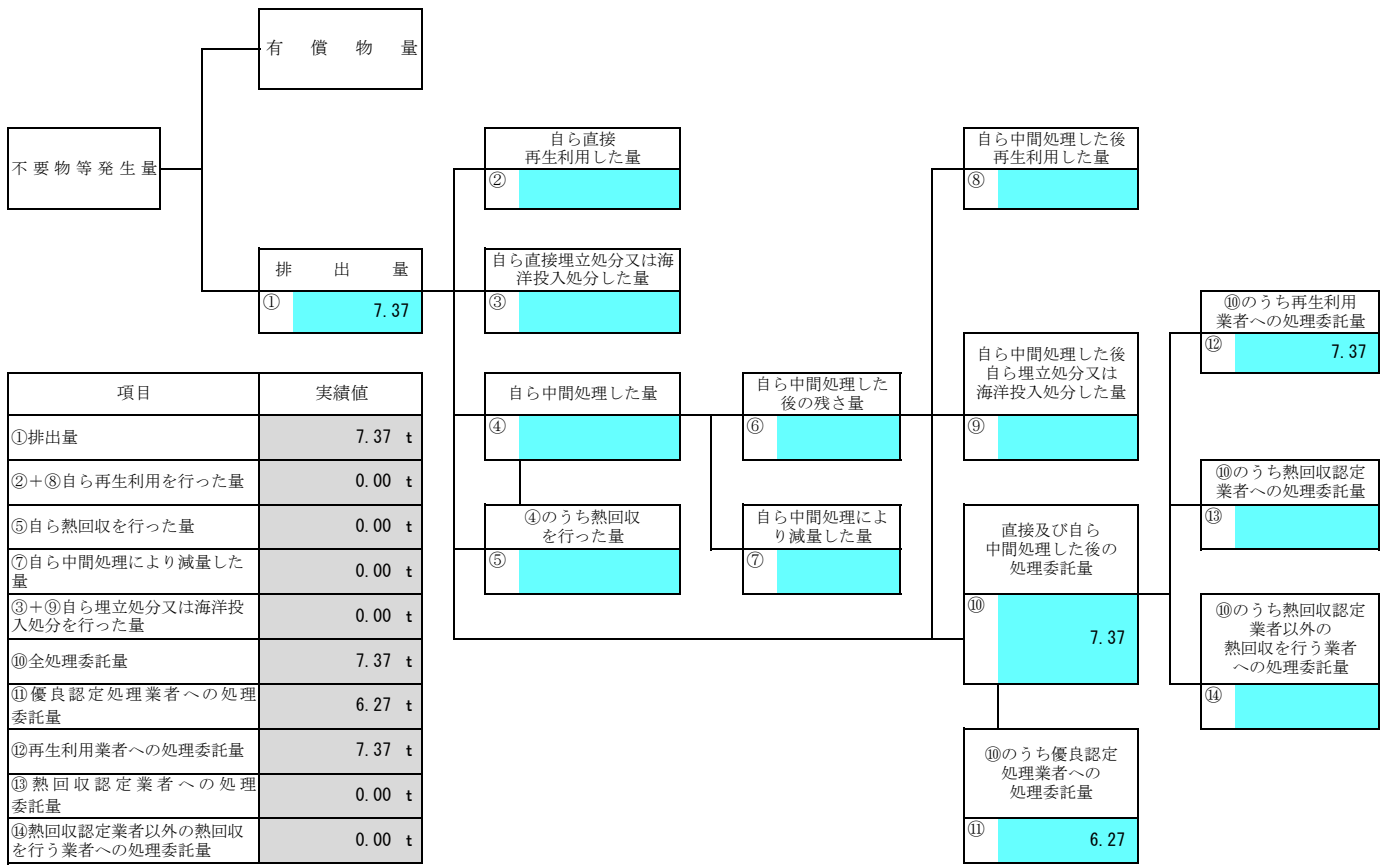 有償物量
不要物等発生量
排出量
① 7.37
自ら直接
再生利用した量
②
自ら直接埋立処分又は海
洋投入処分した量
③
自ら中間処理した量
④
④のうち熱回収
を行った量
⑤
自ら中間処理した
後の残さ量
⑥
自ら中間処理によ
り減量した量
⑦
自ら中間処理した後
再生利用した量
⑧
自ら中間処理した後
自ら埋立処分又は
海洋投入処分した量
⑨
直接及び自ら
中間処理した後の
処理委託量
⑩
7.37
⑩のうち優良認定
処理業者への
処理委託量
⑪ 6.27
⑩のうち再生利用
業者への処理委託量
⑫ 7.37
⑩のうち熱回収認定
業者への処理委託量
⑬
⑩のうち熱回収認定
業者以外の
熱回収を行う業者
への処理委託量
⑭
項目 実績値
①排出量 7.37 t
②+⑧自ら再生利用を行った量 0.00 t
⑤自ら熱回収を行った量 0.00 t
⑦自ら中間処理により減量した
量 0.00 t
③+⑨自ら埋立処分又は海洋投
入処分を行った量 0.00 t
⑩全処理委託量 7.37 t
⑪優良認定処理業者への処理
委託量 6.27 t
⑫再生利用業者への処理委託量 7.37 t
⑬熱回収認定業者への処理
委託量 0.00 t
⑭熱回収認定業者以外の熱回収
を行う業者への処理委託量 0.00 t